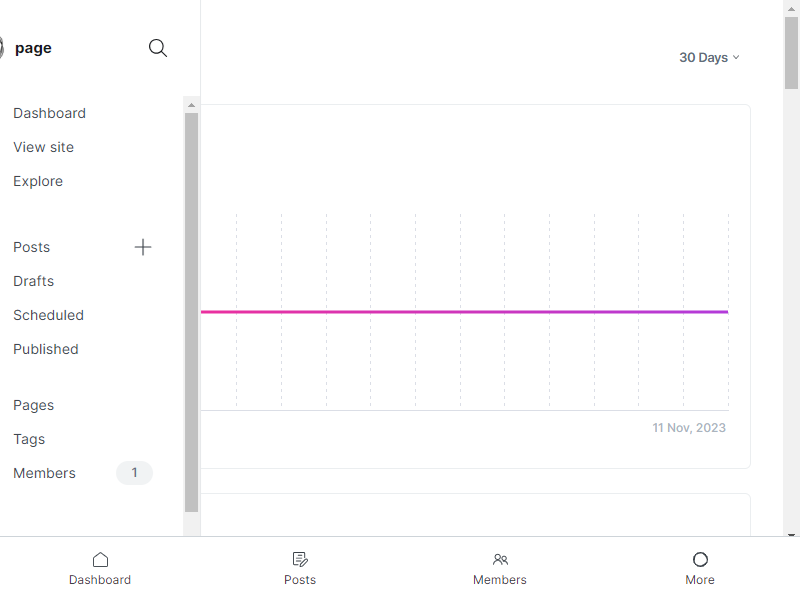 page
30 Days
Dashboard
View site
Explore
Posts
Drafts
Scheduled
Published
Pages
Tags
Members 1
11 Nov, 2023
Dashboard
Posts
Members
More